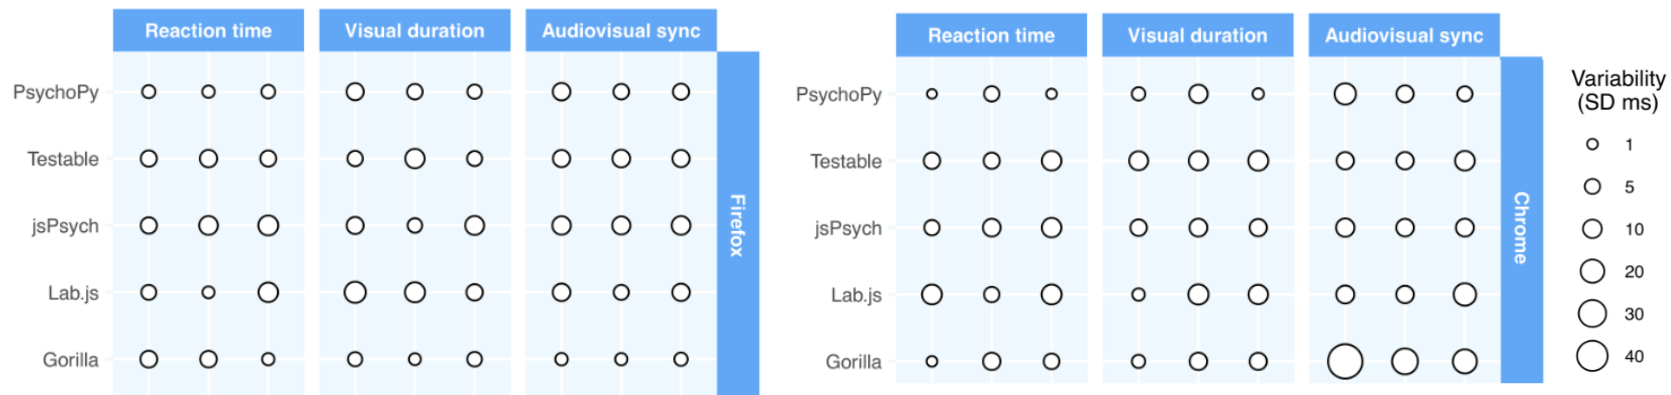 Reaction time
Visual duration
Audiovisual sync
PsychoPy
Testable
jsPsych
Lab.js
Gorilla
Firefox
Reaction time
Visual duration
Audiovisual sync
PsychoPy
Testable
jsPsych
Lab.js
Gorilla
Chrome
Variability
(SD ms)
1
5
10
20
30
40